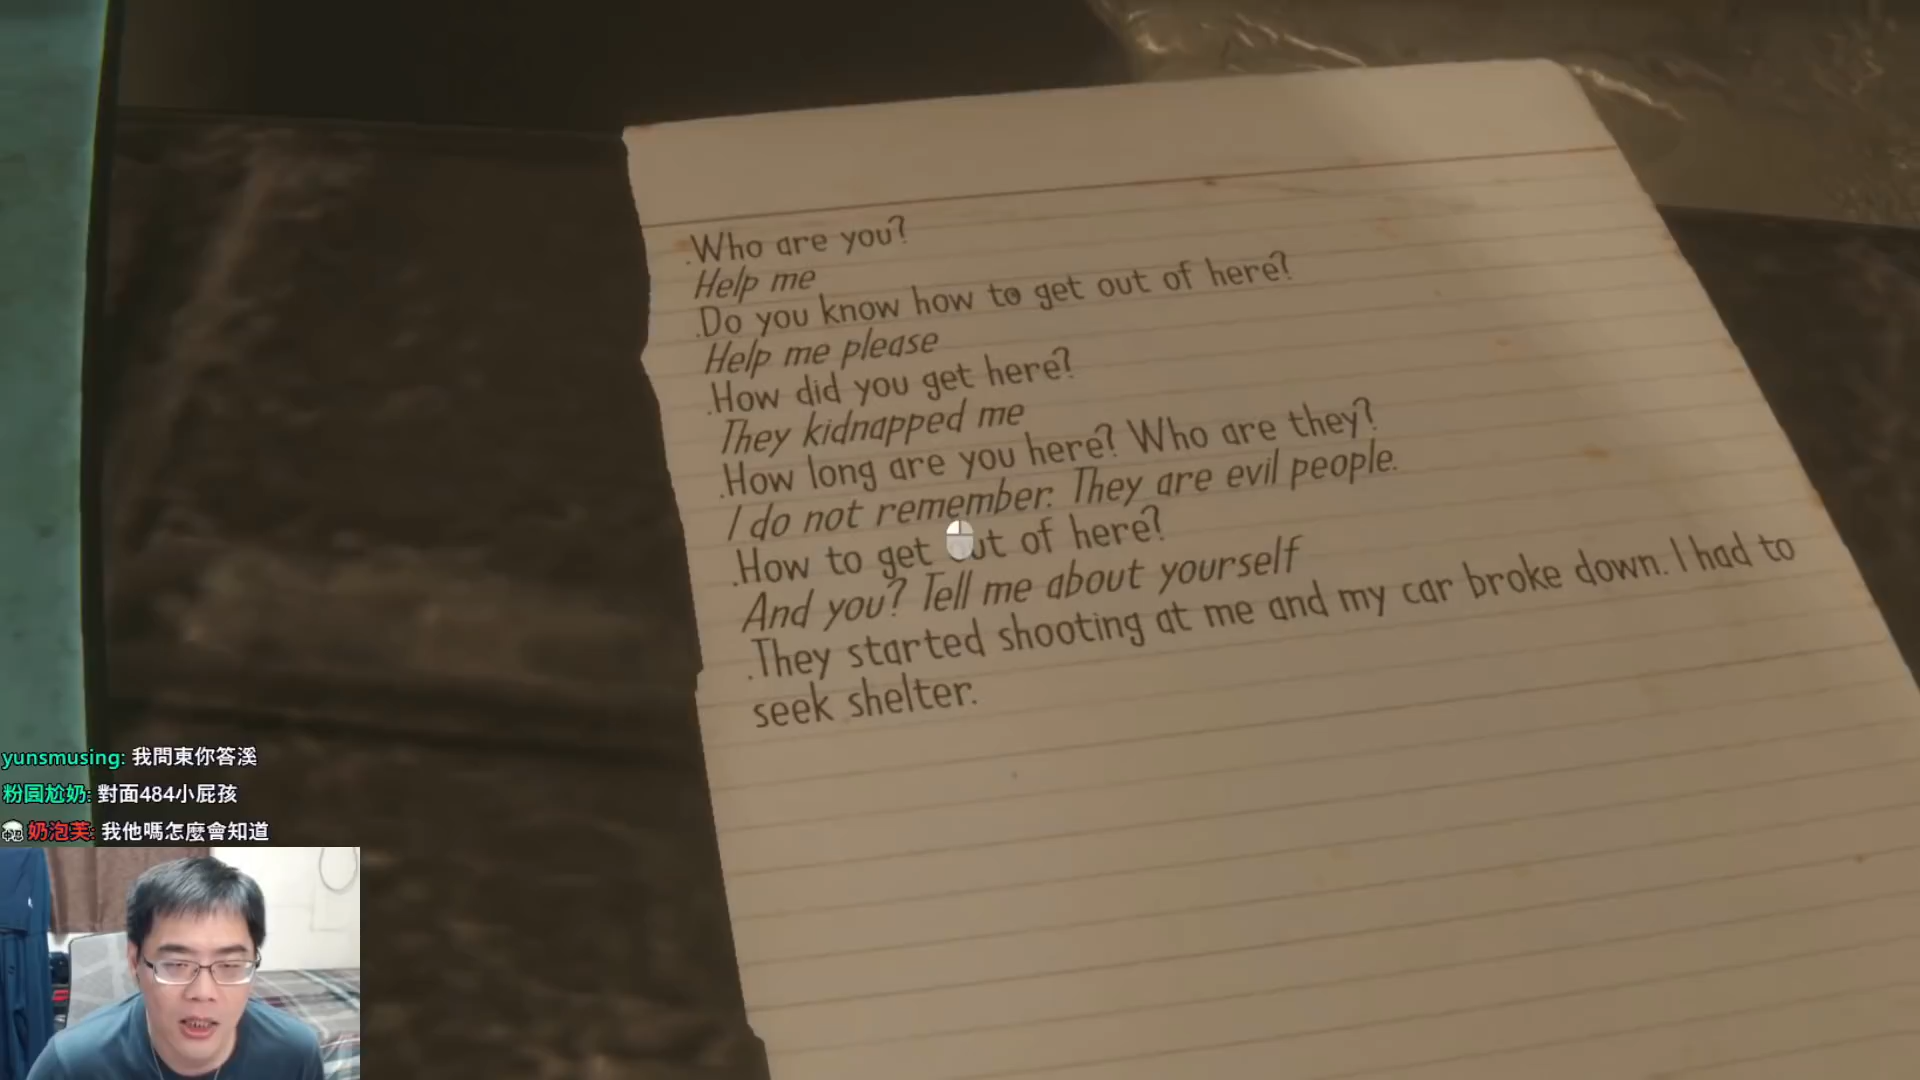 .Who are you?
Help me
.Do you know how to get out of here?
Help me please
.How did you get here?
They kidnapped me
.How long are you here? Who are they?
I do not remember. They are evil people.
.How to get out of here?
And you? Tell me about yourself
.They started shooting at me and my car broke down. I had to
seek shelter.
yunsmusing: 我問東你答溪
粉圓尬奶: 對面484小屁孩
奶泡芙: 我他嗎怎麼會知道